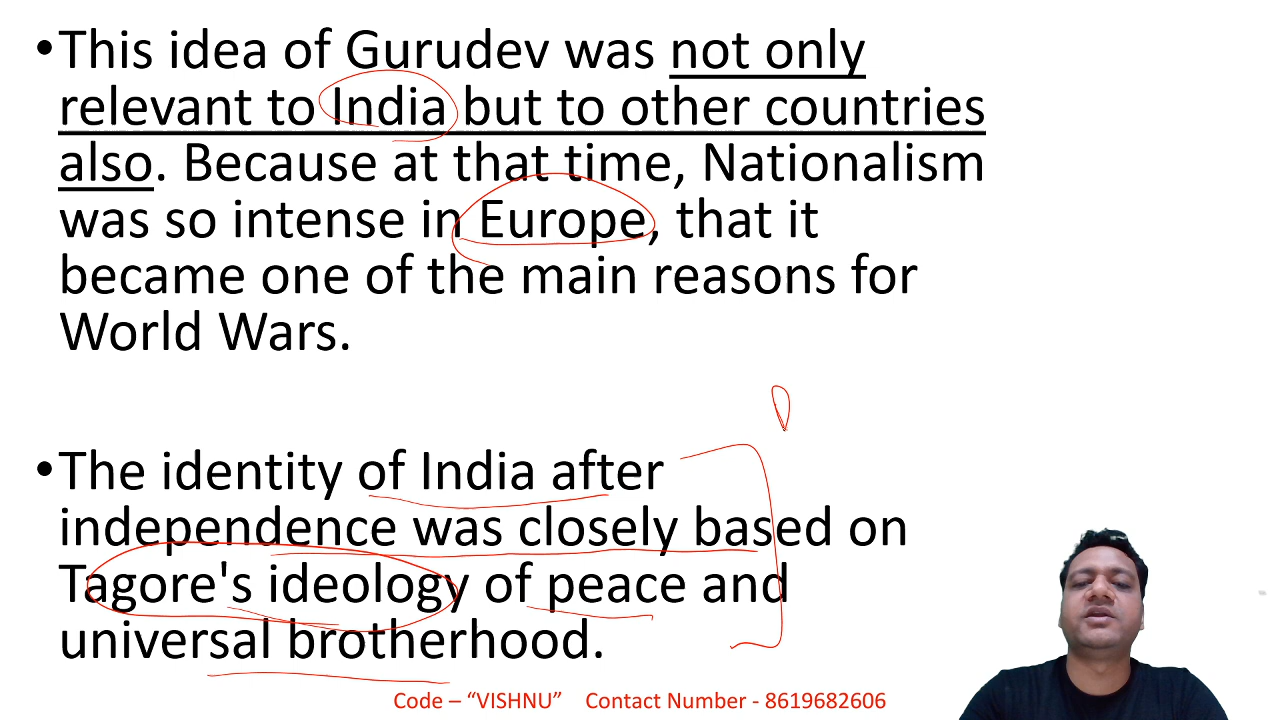 •This idea of Gurudev was not only
relevant to India but to other countries
also. Because at that time, Nationalism
was so intense in Europe, that it
became one of the main reasons for
World Wars.
•The identity of India after
independence was closely based on
Tagore's ideology of peace and
universal brotherhood.
Code – “VISHNU” Contact Number - 8619682606